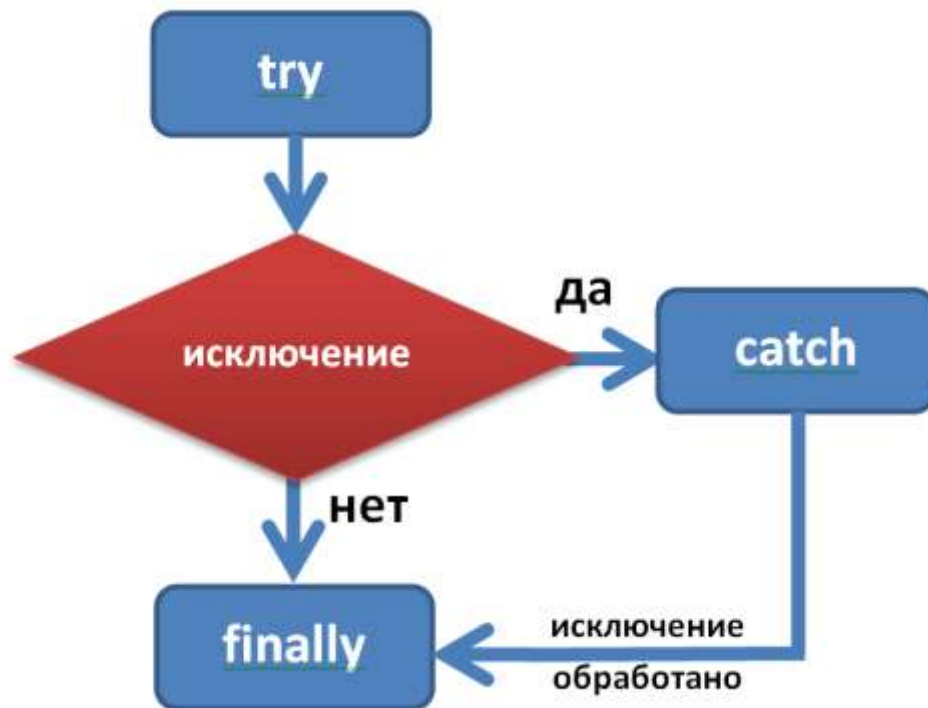 try
да
исключение
catch
нет
finally
исключение
обработано